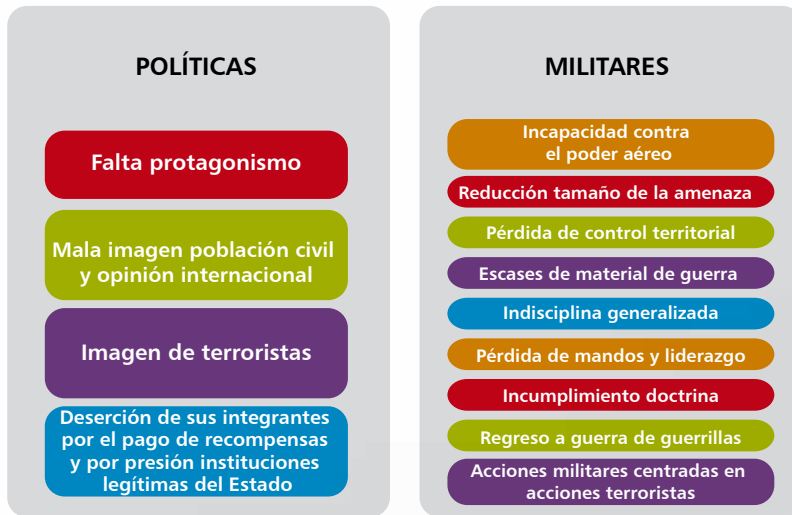 POLÍTICAS
Falta protagonismo
Mala imagen población civil
y opinión internacional
Imagen de terroristas
Deserción de sus integrantes
por el pago de recompensas
y por presión instituciones
legítimas del Estado
MILITARES
Incapacidad contra
el poder aéreo
Reducción tamaño de la amenaza
Pérdida de control territorial
Escases de material de guerra
Indisciplina generalizada
Pérdida de mandos y liderazgo
Incumplimiento doctrina
Regreso a guerra de guerrillas
Acciones militares centradas en
acciones terroristas